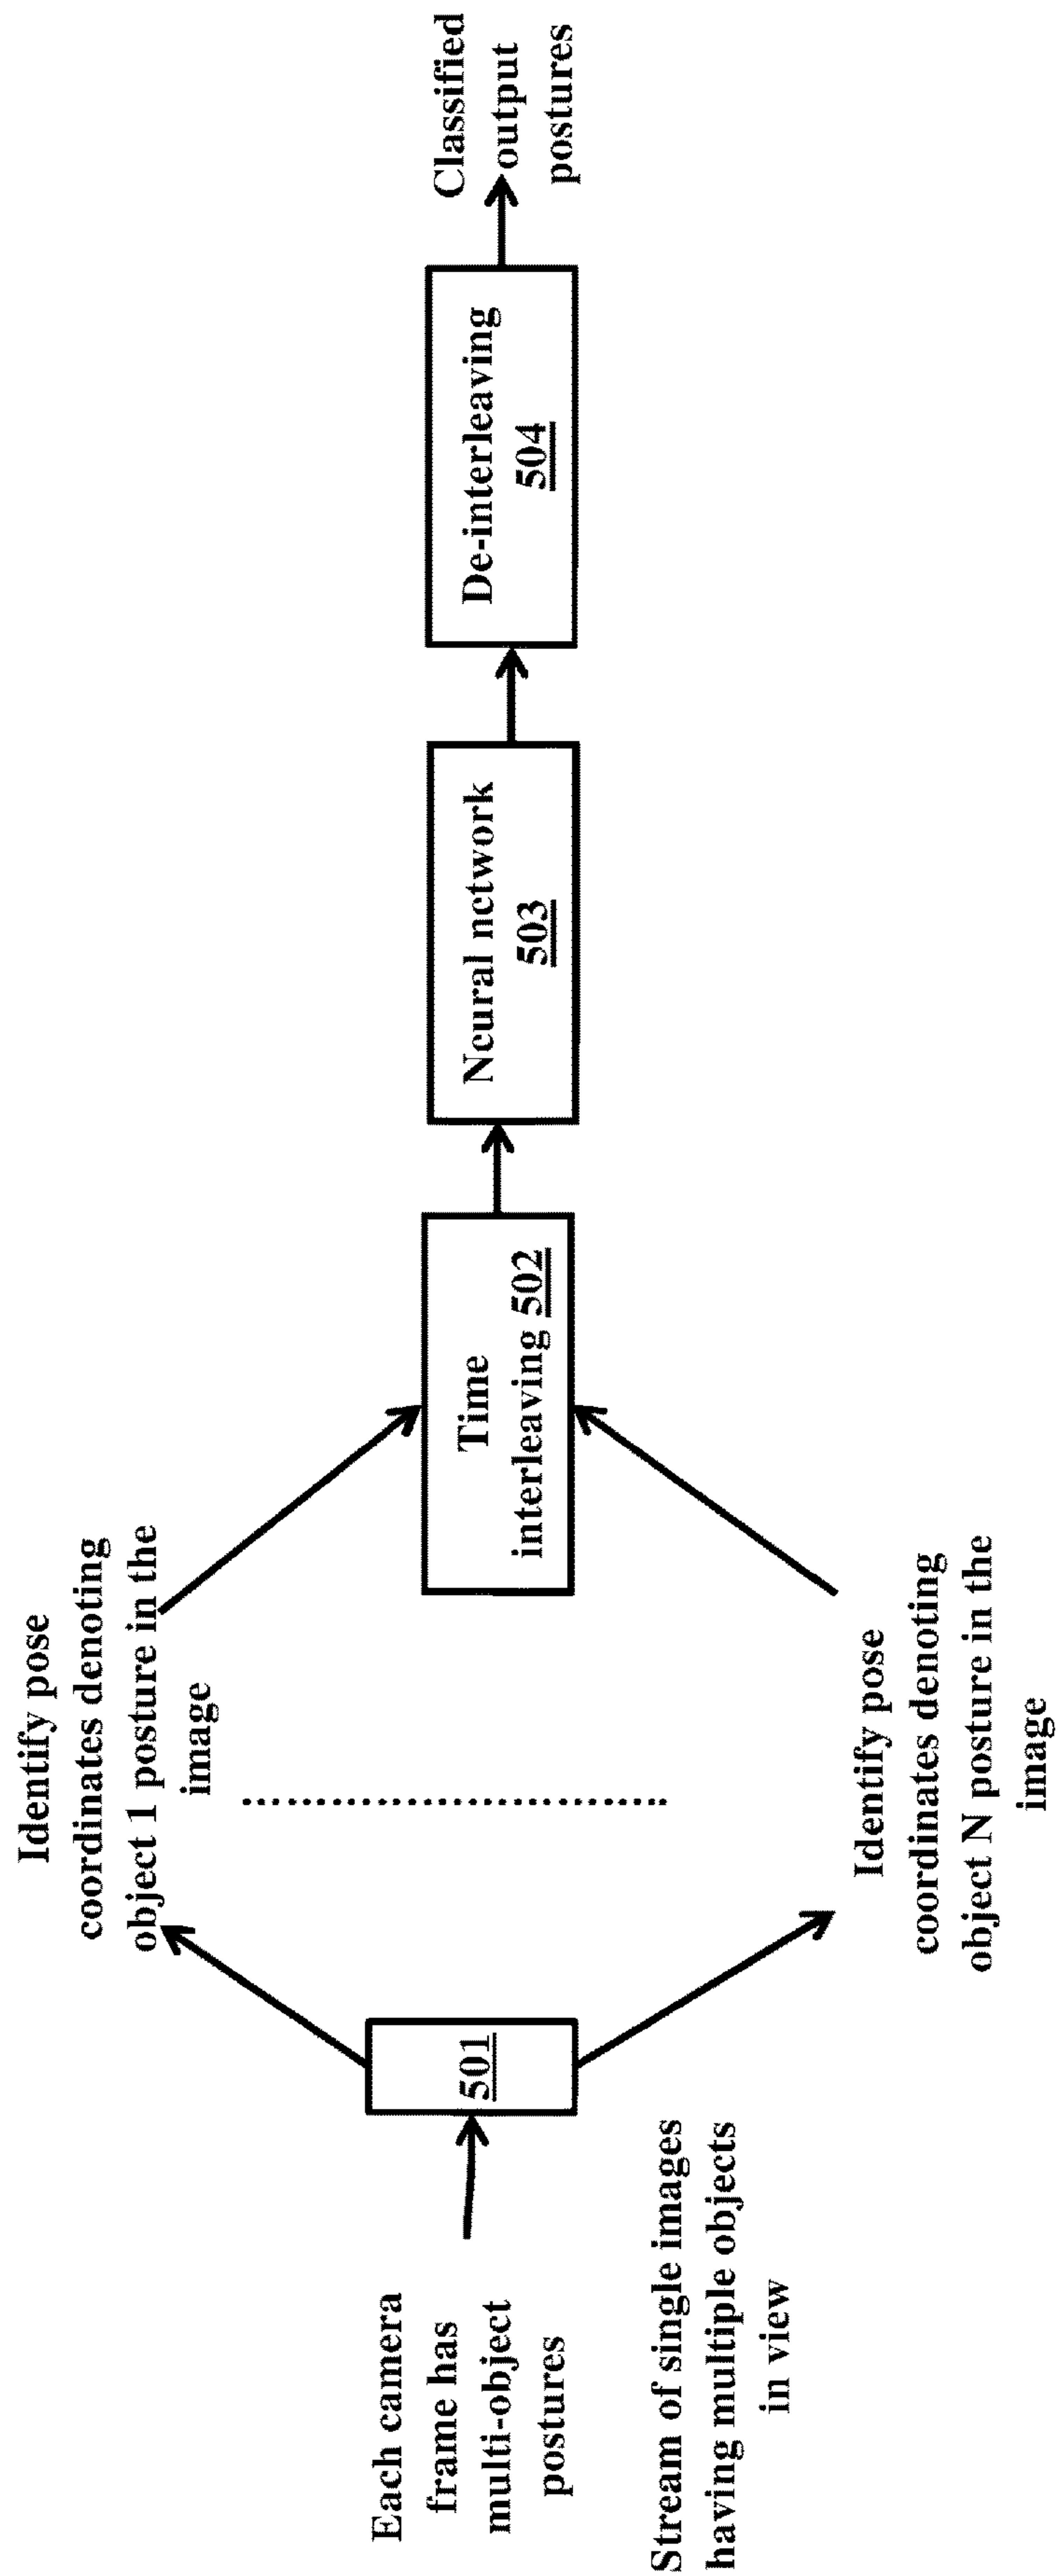 Each camera
frame has
multi-object
postures
Stream of single images
having multiple objects
in view
501
Identify pose
coordinates denoting
object 1 posture in the
image
Identify pose
coordinates denoting
object N posture in the
image
Time
interleaving 502
Neural network
503
De-interleaving
504
Classified
output
postures